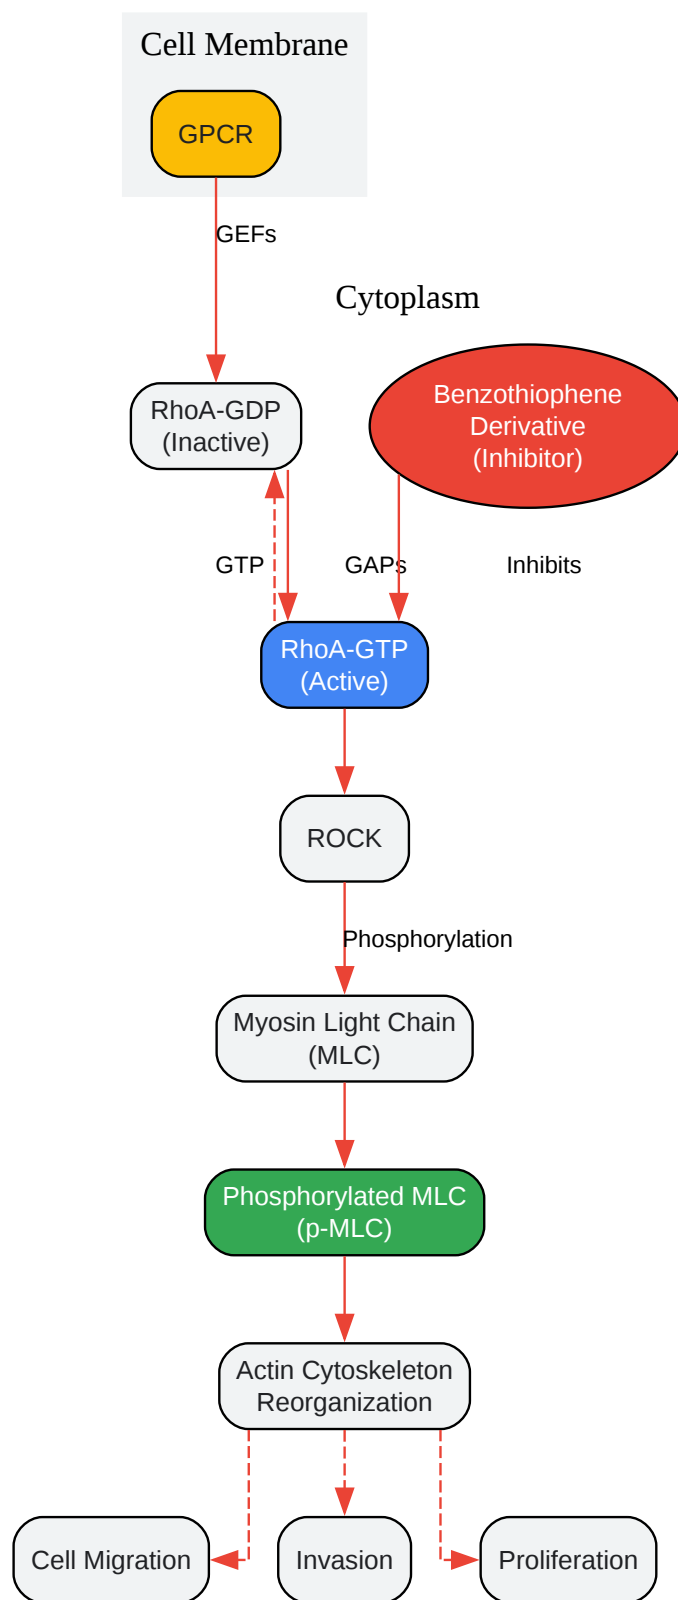 Cell Membrane
GPCR
GEFs
Cytoplasm
RhoA-GDP
(Inactive)
Benzothiophene
Derivative
(Inhibitor)
GTP
GAPs
Inhibits
RhoA-GTP
(Active)
ROCK
Phosphorylation
Myosin Light Chain
(MLC)
Phosphorylated MLC
(p-MLC)
Actin Cytoskeleton
Reorganization
Cell Migration
Invasion
Proliferation